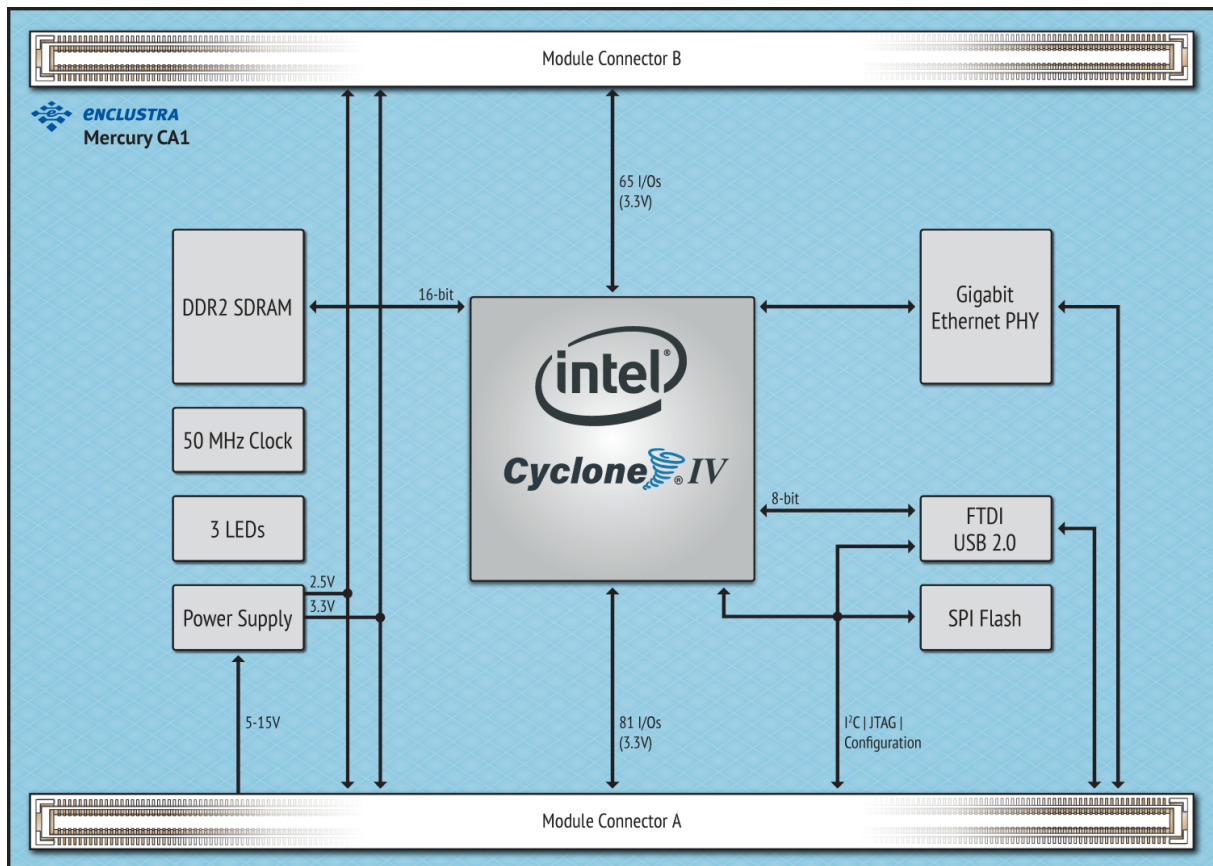 Module Connector B
ENCLUSTRA
Mercury CA1
65 I/Os
(3.3V)
DDR2 SDRAM
16-bit
Gigabit
Ethernet PHY
intel®
Cyclone® IV
50 MHz Clock
8-bit
3 LEDs
FTDI
USB 2.0
2.5V
Power Supply
3.3V
SPI Flash
5-15V
81 I/Os
(3.3V)
I²C | JTAG |
Configuration
Module Connector A